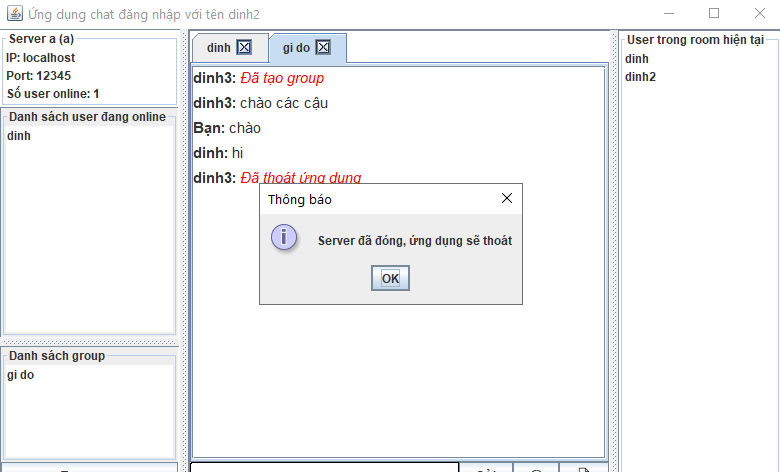 Ứng dụng chat đăng nhập với tên dinh2
Server a (a)
IP: localhost
Port: 12345
Số user online: 1
Danh sách user đang online
dinh
Danh sách group
gi do
dinh
gi do
dinh3: Đã tạo group
dinh3: chào các cậu
Bạn: chào
dinh: hi
dinh3: Đã thoát ứng dụng
Thông báo
Server đã đóng, ứng dụng sẽ thoát
OK
User trong room hiện tại
dinh
dinh2